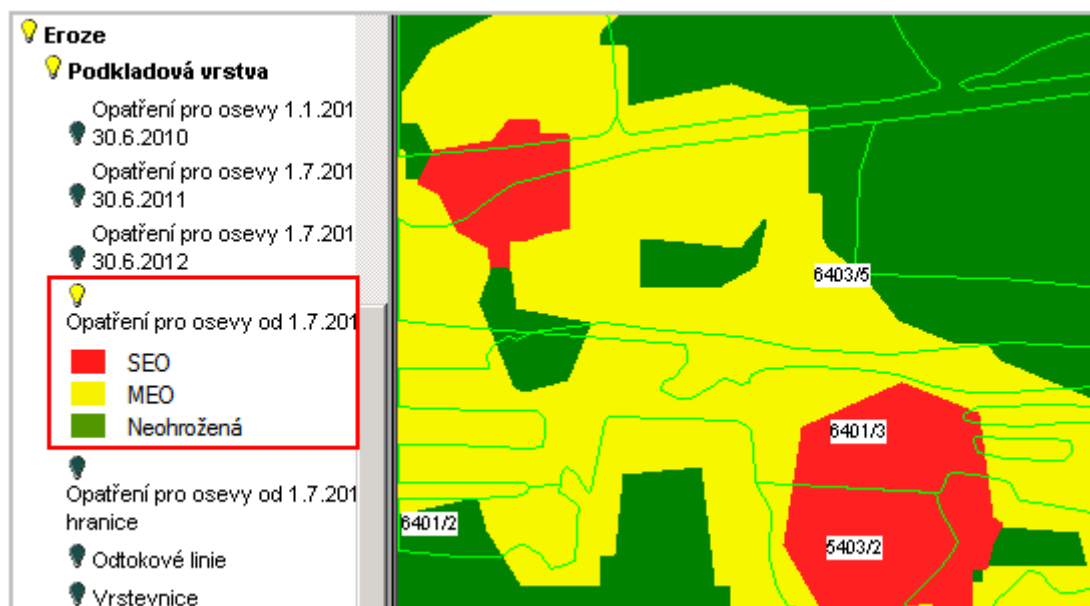 Eroze
Podkladová vrstva
Opatření pro osevy 1.1.201
30.6.2010
Opatření pro osevy 1.7.201
30.6.2011
Opatření pro osevy 1.7.201
30.6.2012
Opatření pro osevy od 1.7.201
SEO
MEO
Neohrožená
Opatření pro osevy od 1.7.201
hranice
Odtokové linie
Vrstevnice
6403/5
6401/3
6401/2
5403/2